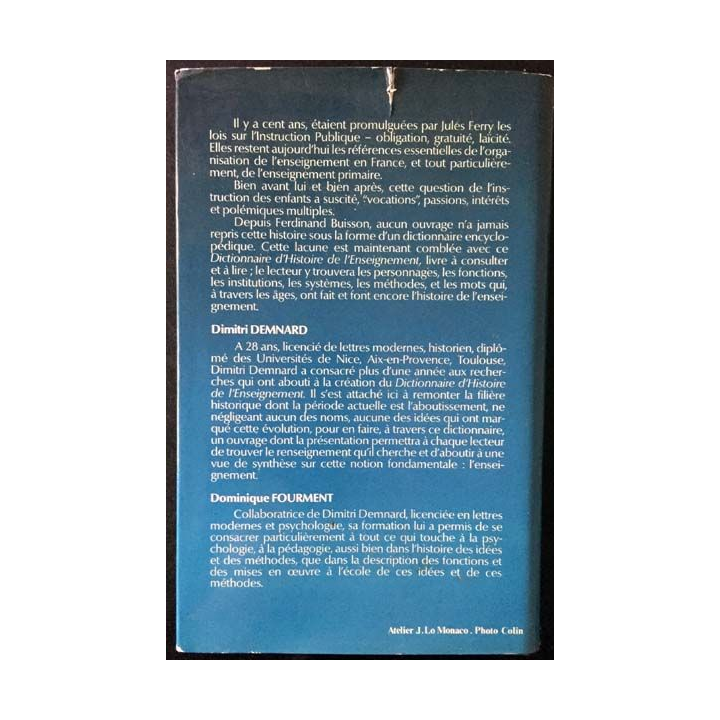 Il y a cent ans, étaient promulguées par Jules Ferry les
lois sur l'Instruction Publique – obligation, gratuité, laïcité.
Elles restent aujourd'hui les références essentielles de l'orga-
nisation de l'enseignement en France, et tout particulière-
ment, de l'enseignement primaire.
Bien avant lui et bien après, cette question de l'ins-
truction des enfants a suscité, "vocations", passions, intérêts
et polémiques multiples.
Depuis Ferdinand Buisson, aucun ouvrage n'a jamais
repris cette histoire sous la forme d'un dictionnaire encyclo-
pédique. Cette lacune est maintenant comblée avec ce
Dictionnaire d'Histoire de l'Enseignement, livre à consulter
et à lire ; le lecteur y trouvera les personnages, les fonctions,
les institutions, les systèmes, les méthodes, et les mots qui,
à travers les âges, ont fait et font encore l'histoire de l'ensei-
gnement.
Dimitri DEMNARD
A 28 ans, licencié de lettres modernes, historien, diplô-
mé des Universités de Nice, Aix-en-Provence, Toulouse,
Dimitri Demnard a consacré plus d'une année aux recher-
ches qui ont abouti à la création du Dictionnaire d'Histoire
de l'Enseignement. Il s'est attaché ici à remonter la filière
historique dont la période actuelle est l'aboutissement, ne
négligeant aucun des noms, aucune des idées qui ont mar-
qué cette évolution, pour en faire, à travers ce dictionnaire,
un ouvrage dont la présentation permettra à chaque lecteur
de trouver le renseignement qu'il cherche et d'aboutir à une
vue de synthèse sur cette notion fondamentale : l'ensei-
gnement.
Dominique FOURMENT
Collaboratrice de Dimitri Demnard, licenciée en lettres
modernes et psychologue, sa formation lui a permis de se
consacrer particulièrement à tout ce qui touche à la psy-
chologie, à la pédagogie, aussi bien dans l'histoire des idées
et des méthodes, que dans la description des fonctions et
des mises en œuvre à l'école de ces idées et de ces
méthodes.
Atelier J. Lo Monaco . Photo Colin